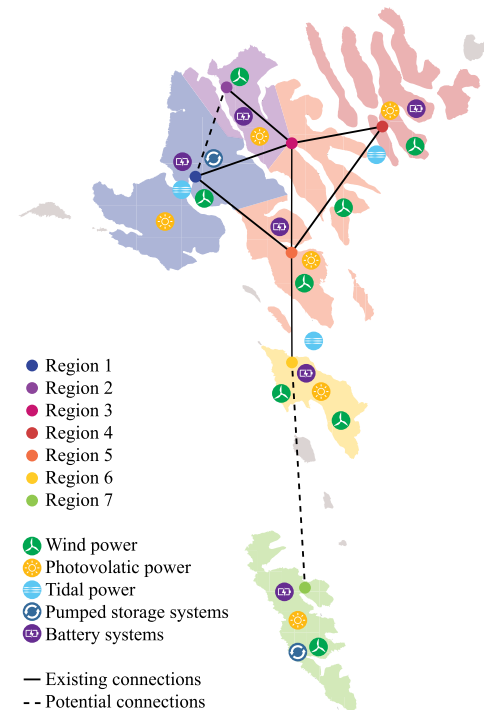 Region 1
Region 2
Region 3
Region 4
Region 5
Region 6
Region 7
Wind power
Photovolatic power
Tidal power
Pumped storage systems
Battery systems
Existing connections
Potential connections